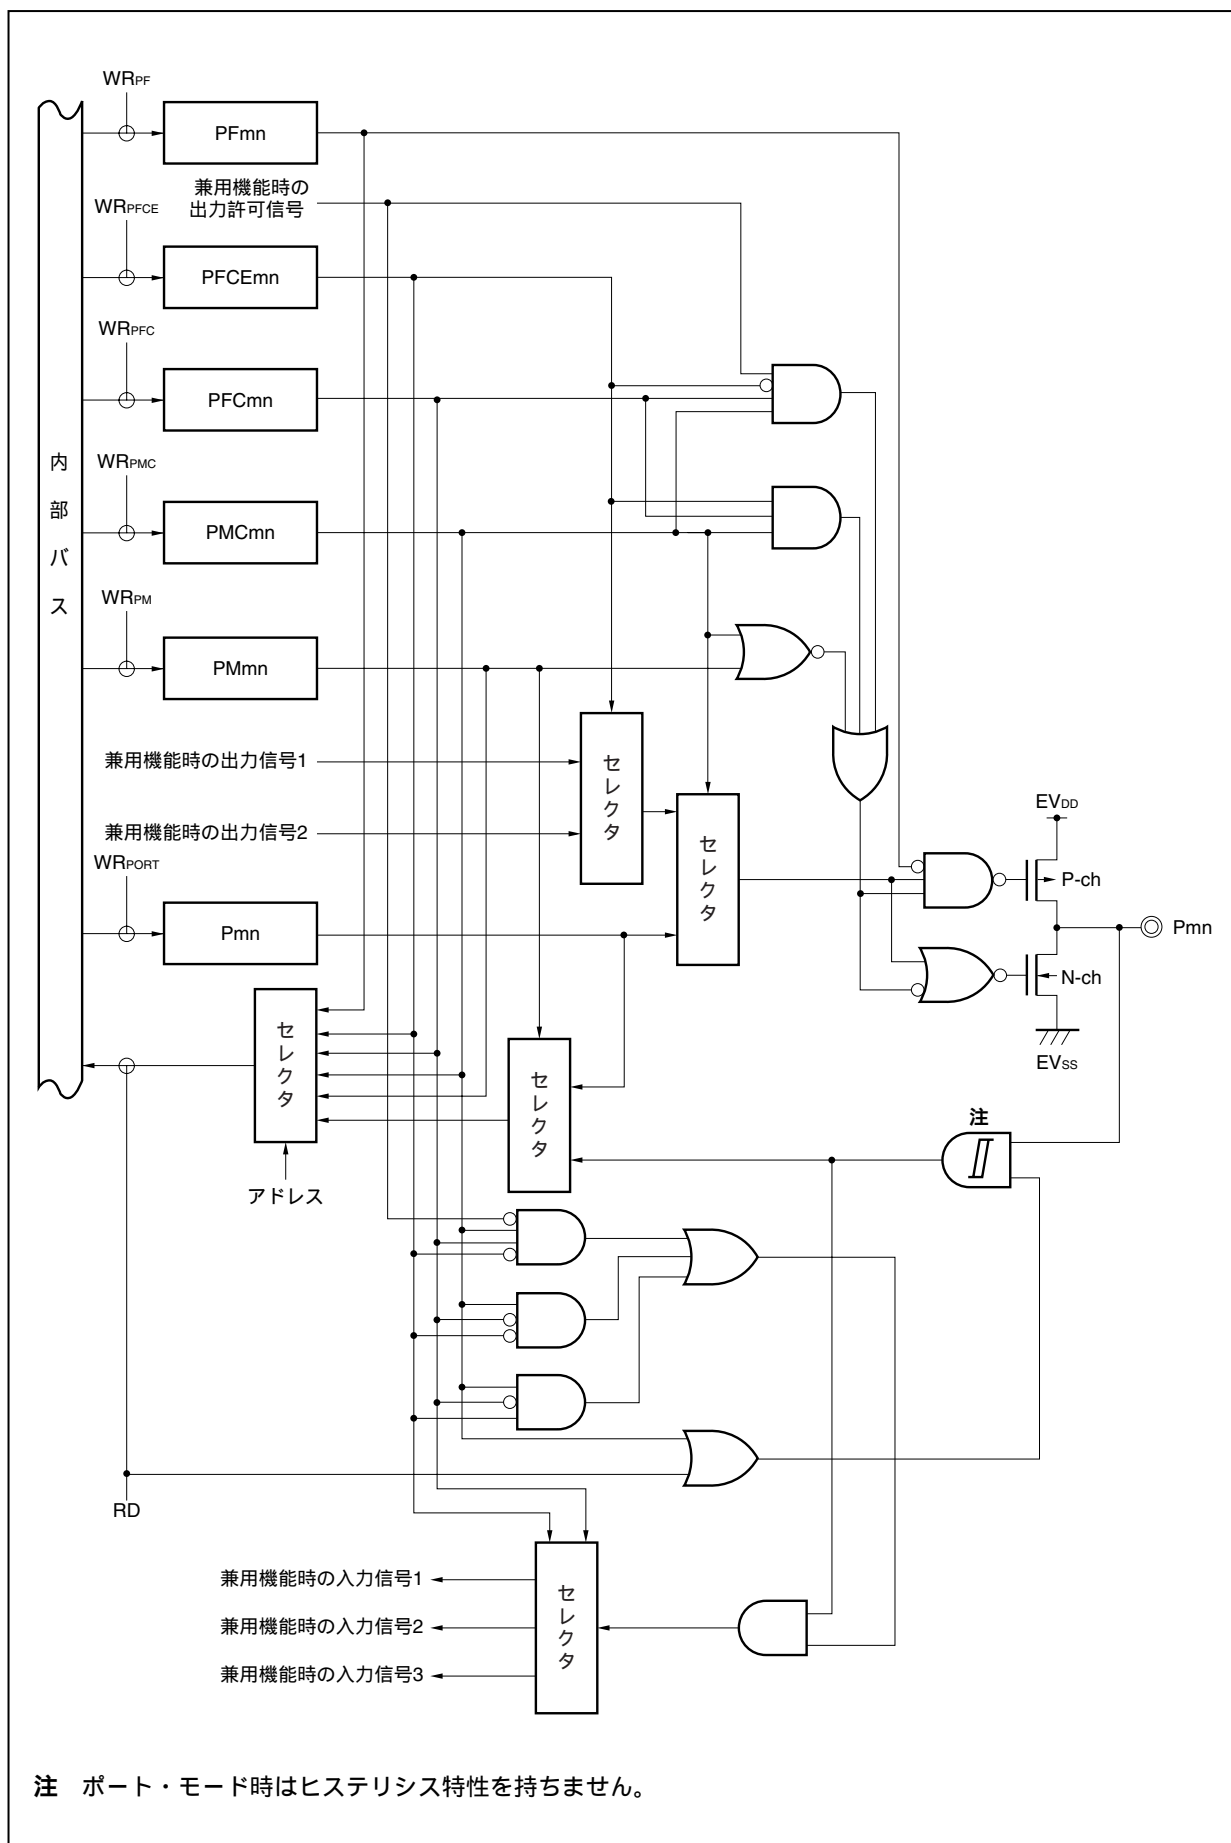 WRPF
PFmn
兼用機能時の
出力許可信号
WRPFCE
PFCEmn
WRPFC
PFCmn
内部バス
WRPMC
PMCmn
WRPM
PMmn
兼用機能時の出力信号1
セレクタ
兼用機能時の出力信号2
セレクタ
EVDD
P-ch
WRPORT
Pmn
Pmn
N-ch
EVSS
セレクタ
セレクタ
注
アドレス
RD
兼用機能時の入力信号1
兼用機能時の入力信号2
兼用機能時の入力信号3
セレクタ
注 ポート・モード時はヒステリシス特性を持ちません。